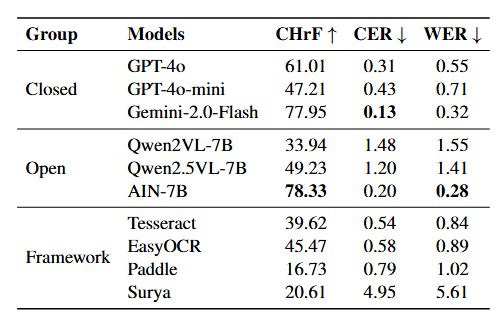 Group Models CHrF ↑ CER ↓ WER ↓
Closed
GPT-4o 61.01 0.31 0.55
GPT-4o-mini 47.21 0.43 0.71
Gemini-2.0-Flash 77.95 0.13 0.32
Open
Qwen2VL-7B 33.94 1.48 1.55
Qwen2.5VL-7B 49.23 1.20 1.41
AIN-7B 78.33 0.20 0.28
Framework
Tesseract 39.62 0.54 0.84
EasyOCR 45.47 0.58 0.89
Paddle 16.73 0.79 1.02
Surya 20.61 4.95 5.61